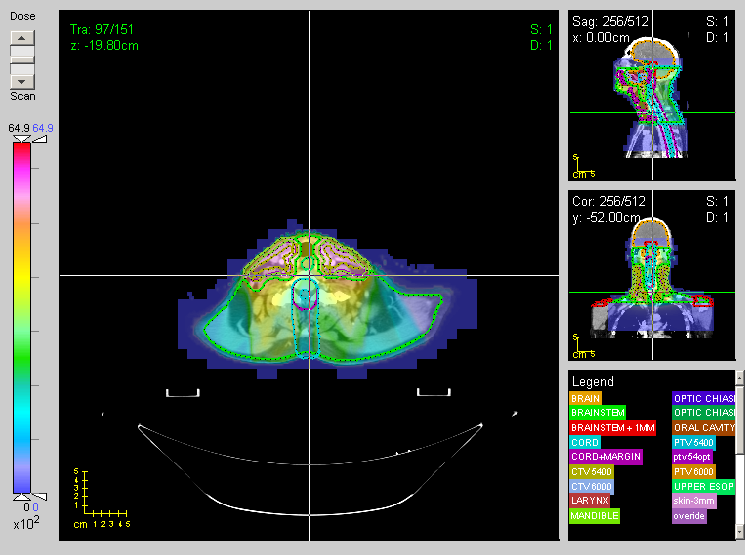 Dose
Scan
64.9 64.9
0 0
x10²
Tra: 97/151
z: -19.80cm
S: 1
D: 1
5
4
3
2
1
cm 1 2 3 4 5
Sag: 256/512
x: 0.00cm
S: 1
D: 1
5
cm 5
Cor: 256/512
y: -52.00cm
S: 1
D: 1
5
cm 5
Legend
BRAIN
BRAINSTEM
BRAINSTEM + 1MM
CORD
CORD+MARGIN
CTV 5400
CTV 6000
LARYNX
MANDIBLE
OPTIC CHIAS
OPTIC CHIAS
ORAL CAVITY
PTV 5400
ptv54opt
PTV 6000
UPPER ESOP
skin-3mm
overide